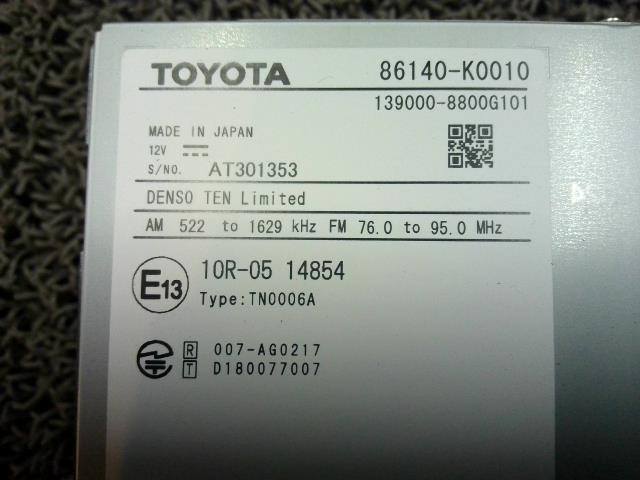 TOYOTA 86140-K0010
139000-8800G101
MADE IN JAPAN
12V
S/NO. AT301353
DENSO TEN Limited
AM 522 to 1629 kHz FM 76.0 to 95.0 MHz
E13 10R-05 14854
Type:TN0006A
R 007-AG0217
T D180077007